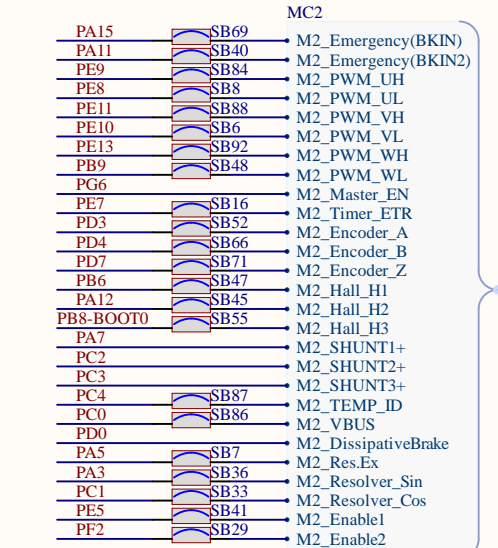 MC2
PA15 SB69 M2_Emergency(BKIN)
PA11 SB40 M2_Emergency(BKIN2)
PE9 SB84 M2_PWM_UH
PE8 SB8 M2_PWM_UL
PE11 SB88 M2_PWM_VH
PE10 SB6 M2_PWM_VL
PE13 SB92 M2_PWM_WH
PB9 SB48 M2_PWM_WL
PG6 M2_Master_EN
PE7 SB16 M2_Timer_ETR
PD3 SB52 M2_Encoder_A
PD4 SB66 M2_Encoder_B
PD7 SB71 M2_Encoder_Z
PB6 SB47 M2_Hall_H1
PA12 SB45 M2_Hall_H2
PB8-BOOT0 SB55 M2_Hall_H3
PA7 M2_SHUNT1+
PC2 M2_SHUNT2+
PC3 M2_SHUNT3+
PC4 SB87 M2_TEMP_ID
PC0 SB86 M2_VBUS
PD0 M2_DissipativeBrake
PA5 SB7 M2_Res.Ex
PA3 SB36 M2_Resolver_Sin
PC1 SB33 M2_Resolver_Cos
PE5 SB41 M2_Enable1
PF2 SB29 M2_Enable2